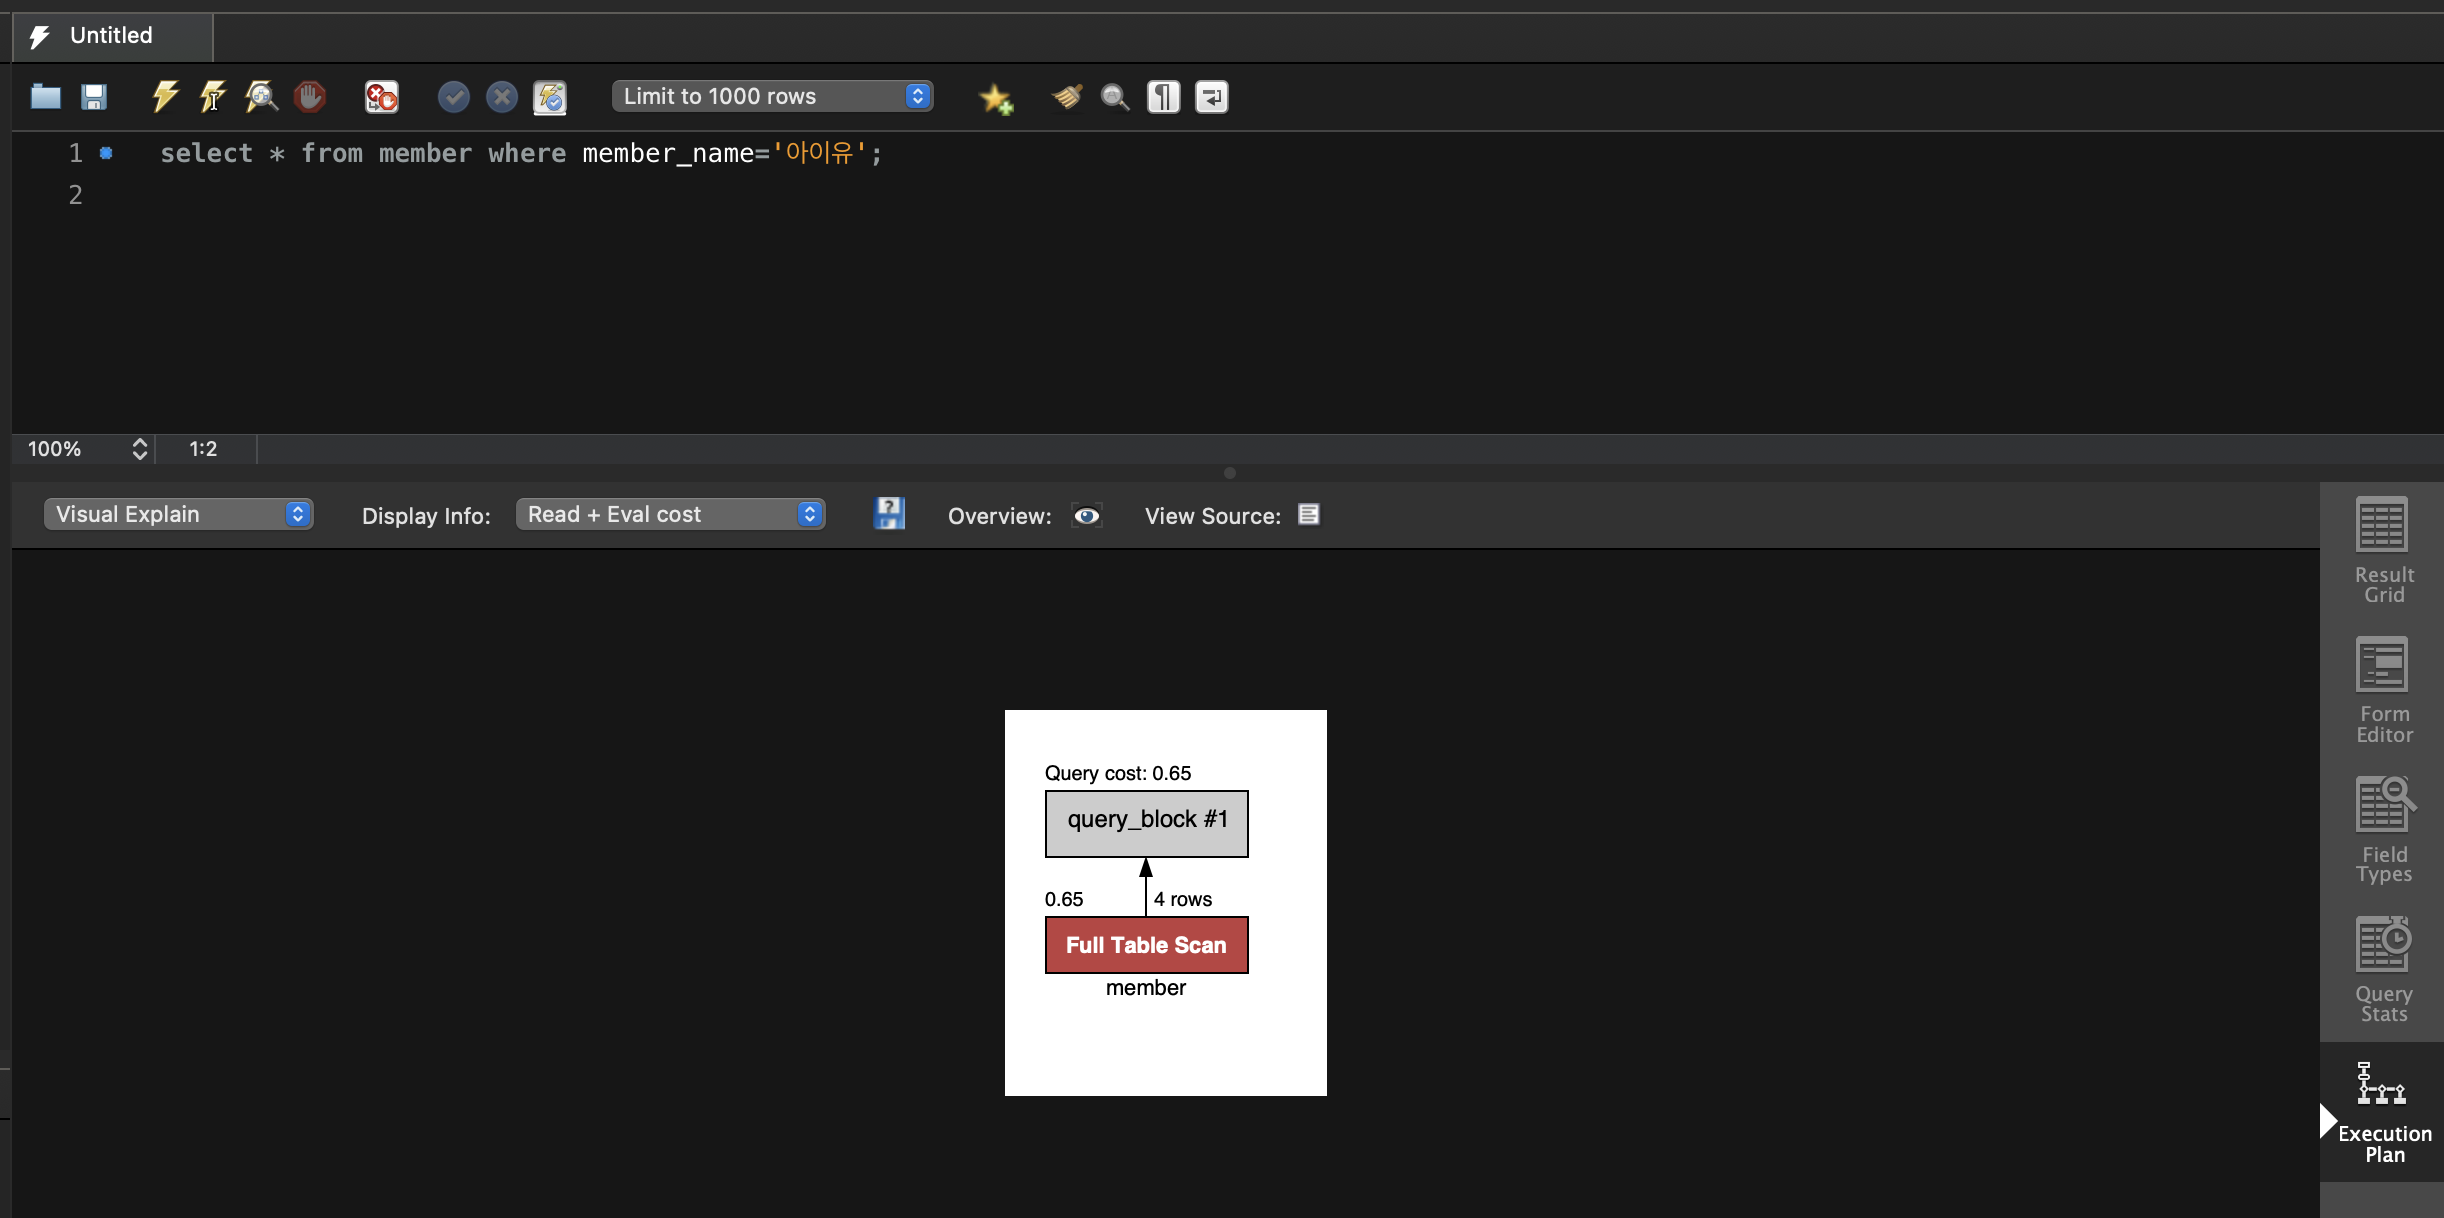 Untitled
Limit to 1000 rows
1 select * from member where member_name='아이유';
2
100% 1:2
Visual Explain Display Info: Read + Eval cost Overview: View Source:
Result
Grid
Form
Editor
Field
Types
Query
Stats
Execution
Plan
Query cost: 0.65
query_block #1
0.65 4 rows
Full Table Scan
member